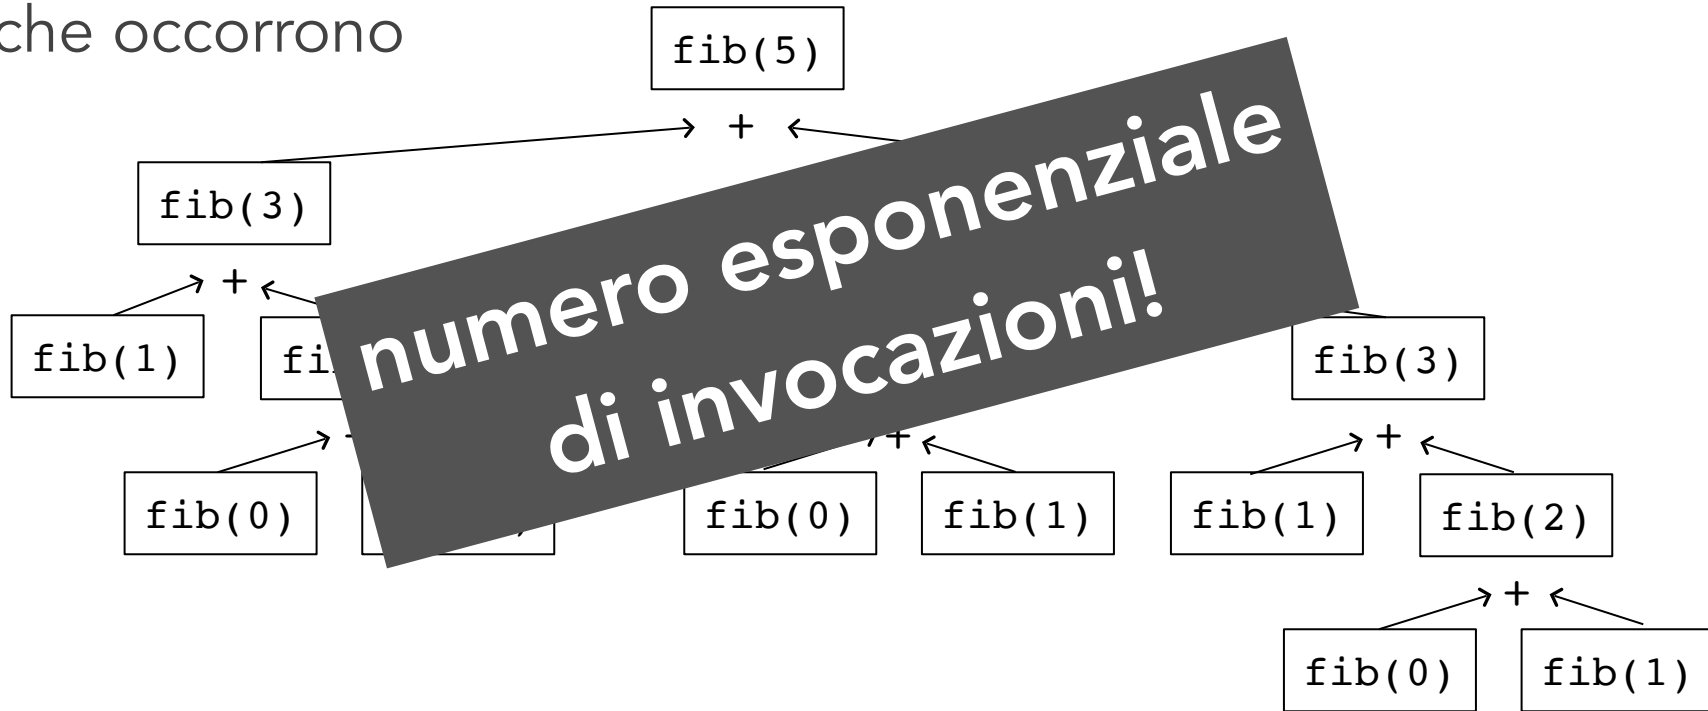 che occorrono
fib(5)
+
fib(3)
numero esponenziale
di invocazioni!
+
fib(1)
fib(3)
+
+
fib(0)
fib(0)
fib(1)
fib(1)
fib(2)
+
fib(0)
fib(1)